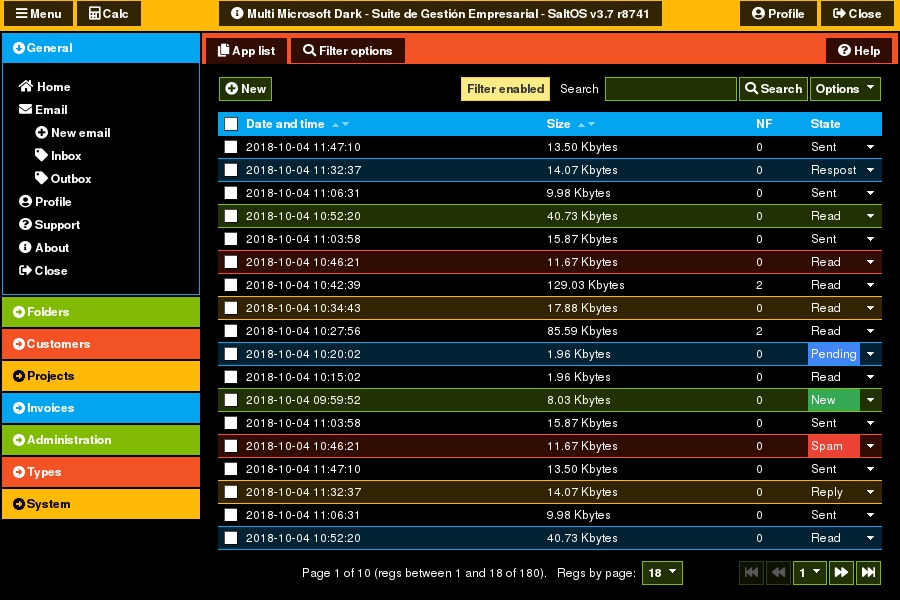 Menu Calc Multi Microsoft Dark - Suite de Gestión Empresarial - SaltOS v3.7 r8741 Profile Close
General
Home
Email
New email
Inbox
Outbox
Profile
Support
About
Close
Folders
Customers
Projects
Invoices
Administration
Types
System
App list Filter options Help
New Filter enabled Search Search Options
Date and time Size NF State
2018-10-04 11:47:10 13.50 Kbytes 0 Sent
2018-10-04 11:32:37 14.07 Kbytes 0 Respost
2018-10-04 11:06:31 9.98 Kbytes 0 Sent
2018-10-04 10:52:20 40.73 Kbytes 0 Read
2018-10-04 11:03:58 15.87 Kbytes 0 Sent
2018-10-04 10:46:21 11.67 Kbytes 0 Read
2018-10-04 10:42:39 129.03 Kbytes 2 Read
2018-10-04 10:34:43 17.88 Kbytes 0 Read
2018-10-04 10:27:56 85.59 Kbytes 2 Read
2018-10-04 10:20:02 1.96 Kbytes 0 Pending
2018-10-04 10:15:02 1.96 Kbytes 0 Read
2018-10-04 09:59:52 8.03 Kbytes 0 New
2018-10-04 11:03:58 15.87 Kbytes 0 Sent
2018-10-04 10:46:21 11.67 Kbytes 0 Spam
2018-10-04 11:47:10 13.50 Kbytes 0 Sent
2018-10-04 11:32:37 14.07 Kbytes 0 Reply
2018-10-04 11:06:31 9.98 Kbytes 0 Sent
2018-10-04 10:52:20 40.73 Kbytes 0 Read
Page 1 of 10 (regs between 1 and 18 of 180). Regs by page: 18 1